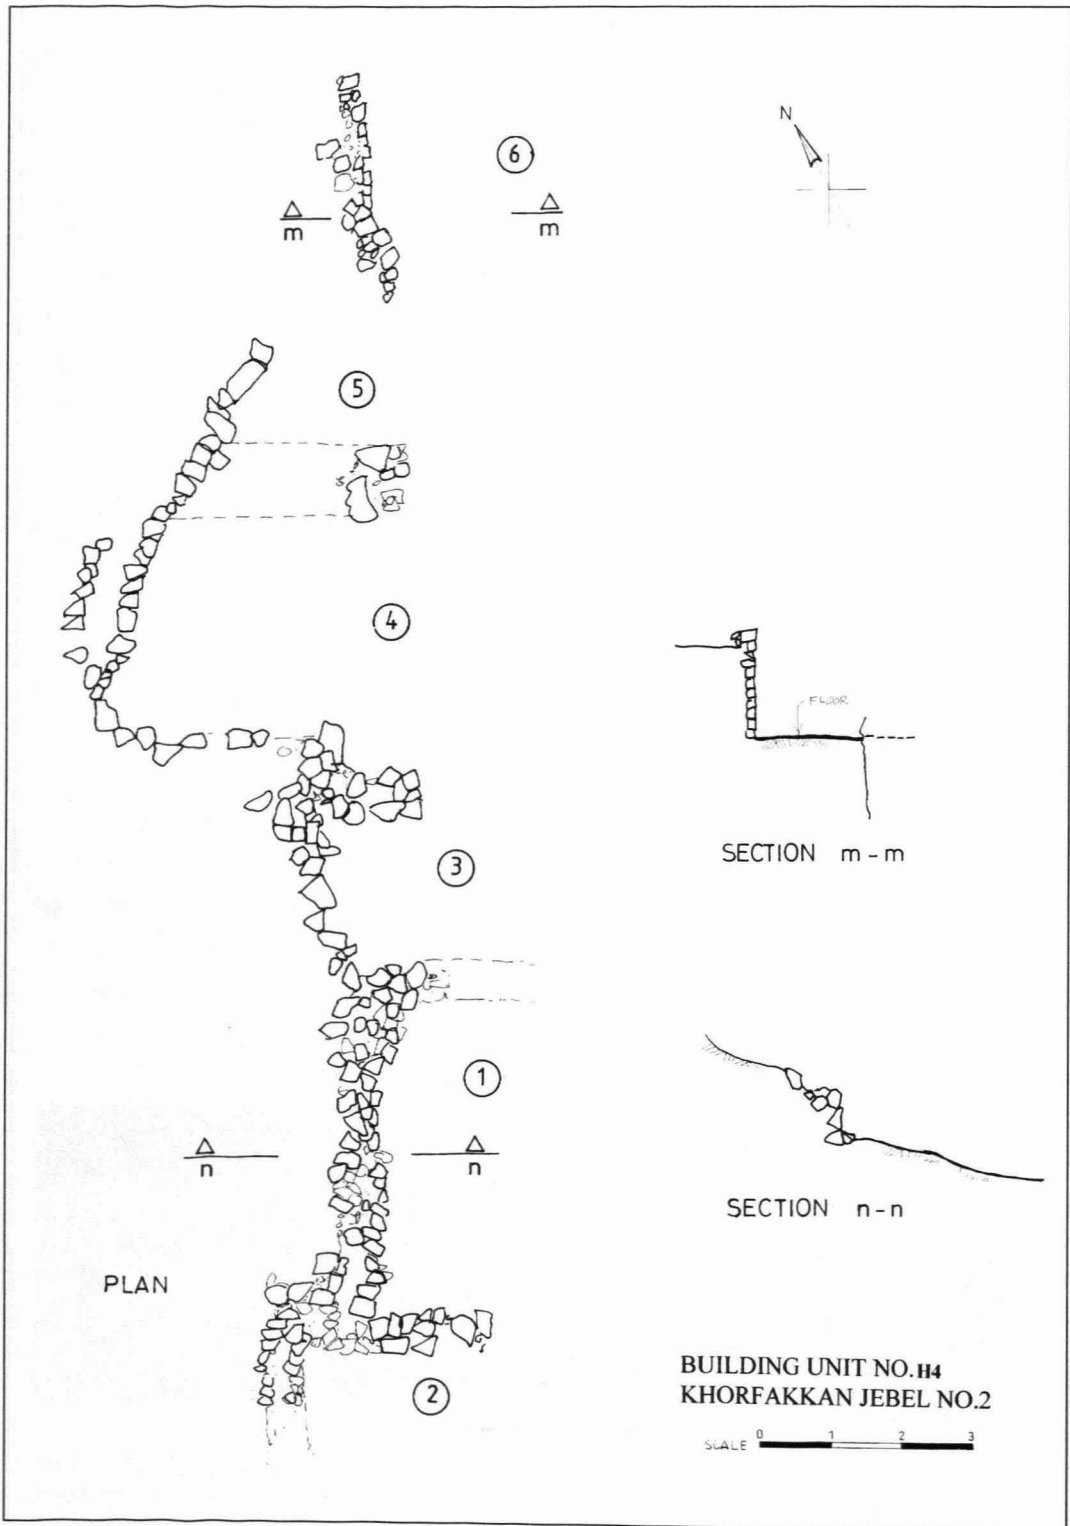 N
6
m
m
5
4
FLOOR
SECTION m-m
3
1
n
n
SECTION n-n
PLAN
2
BUILDING UNIT NO.H4
KHORFAKKAN JEBEL NO.2
SCALE 0 1 2 3